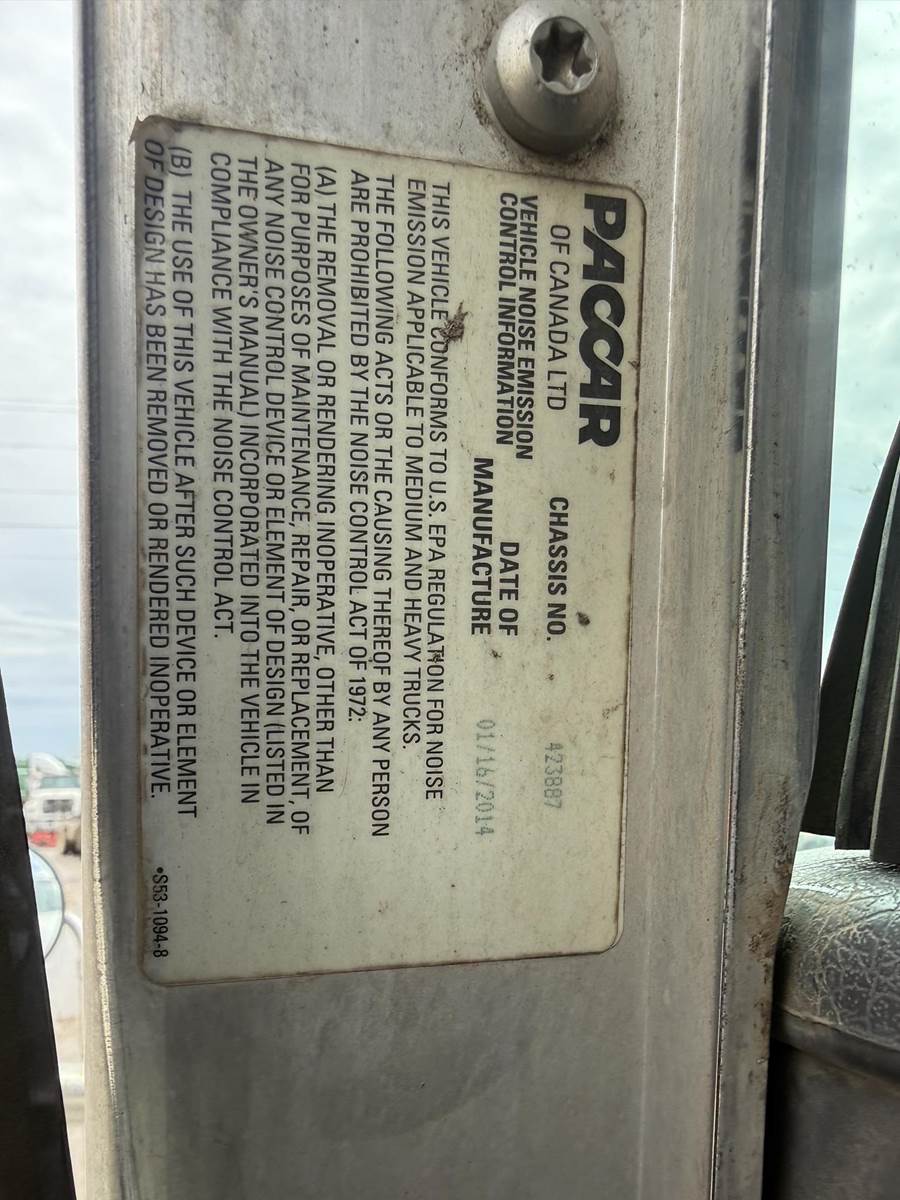 PACCAR
OF CANADA LTD
CHASSIS NO. 423887
VEHICLE NOISE EMISSION
CONTROL INFORMATION
DATE OF
MANUFACTURE 01/16/2014
THIS VEHICLE CONFORMS TO U.S. EPA REGULATION FOR NOISE
EMISSION APPLICABLE TO MEDIUM AND HEAVY TRUCKS.
THE FOLLOWING ACTS OR THE CAUSING THEREOF BY ANY PERSON
ARE PROHIBITED BY THE NOISE CONTROL ACT OF 1972:
(A) THE REMOVAL OR RENDERING INOPERATIVE, OTHER THAN
FOR PURPOSES OF MAINTENANCE, REPAIR, OR REPLACEMENT, OF
ANY NOISE CONTROL DEVICE OR ELEMENT OF DESIGN (LISTED IN
THE OWNER'S MANUAL) INCORPORATED INTO THE VEHICLE IN
COMPLIANCE WITH THE NOISE CONTROL ACT.
(B) THE USE OF THIS VEHICLE AFTER SUCH DEVICE OR ELEMENT
OF DESIGN HAS BEEN REMOVED OR RENDERED INOPERATIVE.
•S53-1094-8